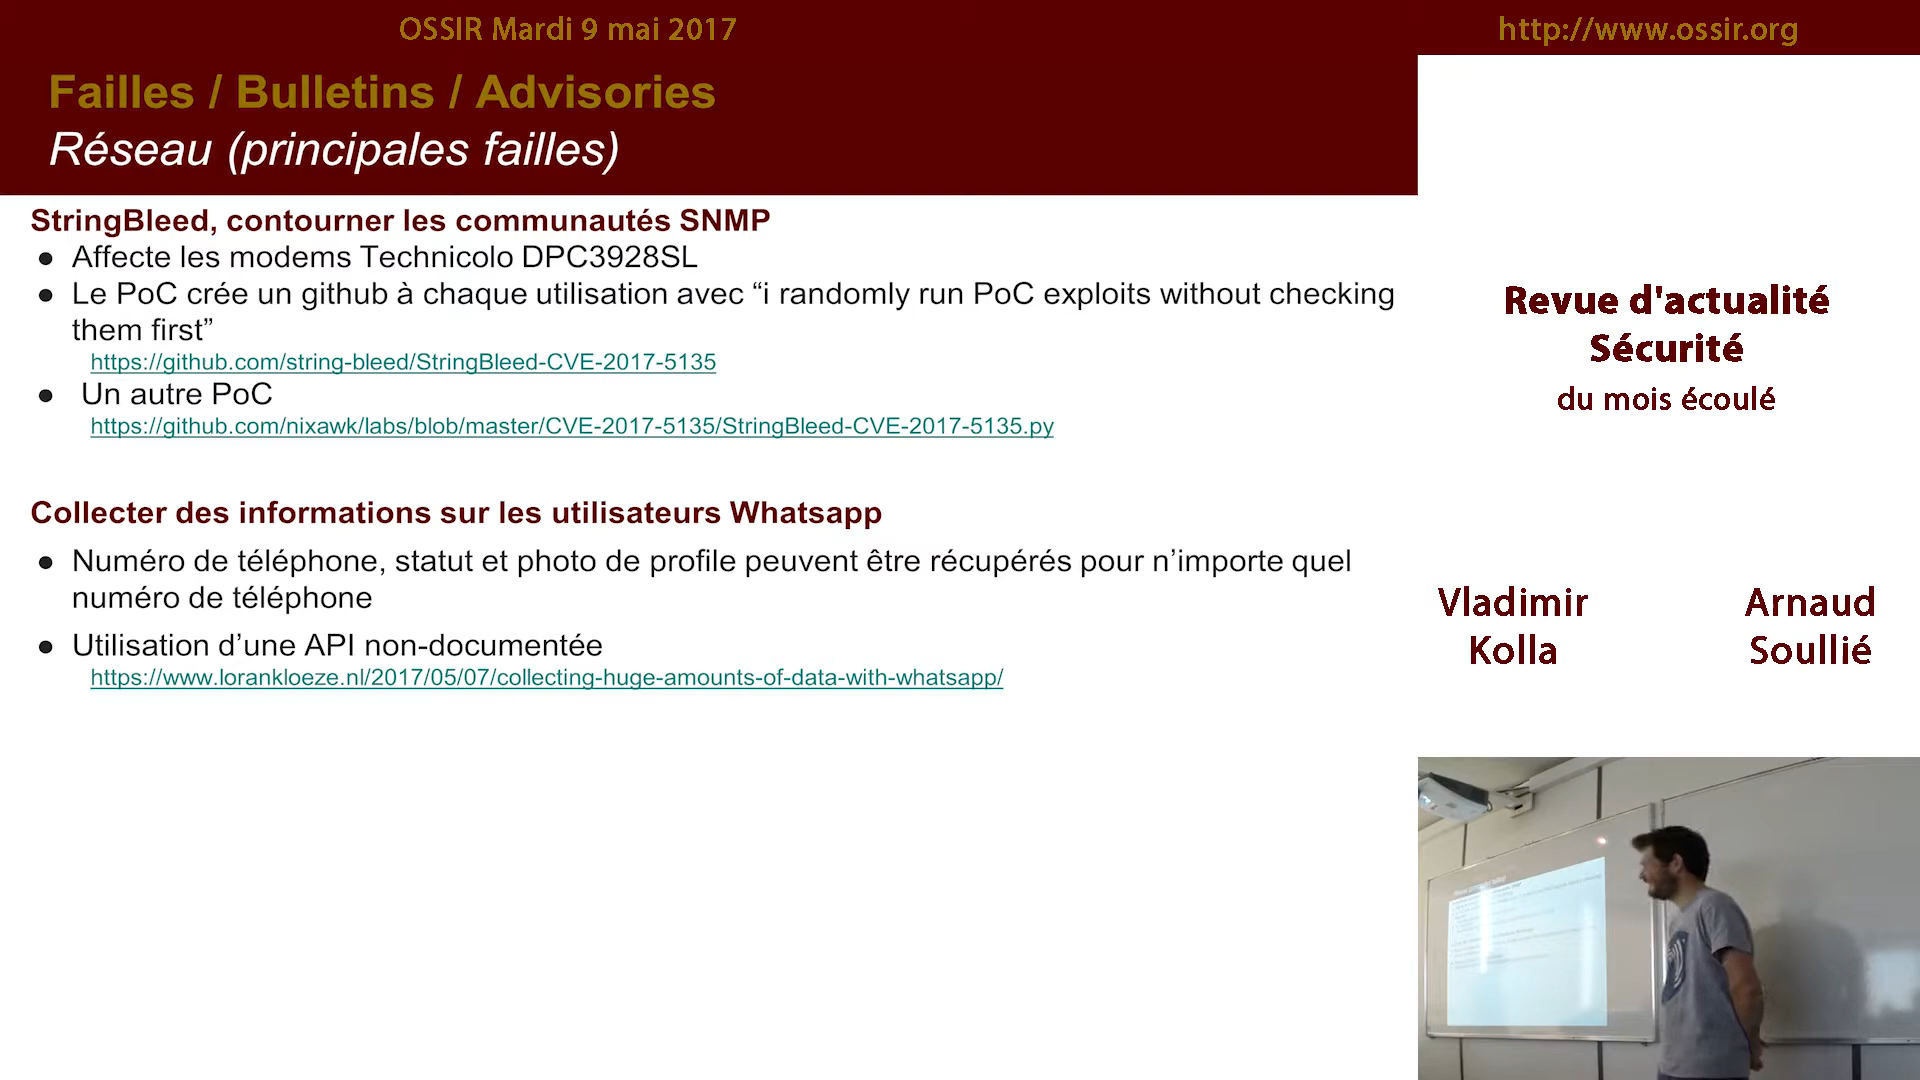 OSSIR Mardi 9 mai 2017
http://www.ossir.org
Failles / Bulletins / Advisories
Réseau (principales failles)
StringBleed, contourner les communautés SNMP
● Affecte les modems Technicolo DPC3928SL
● Le PoC crée un github à chaque utilisation avec “i randomly run PoC exploits without checking
them first”
https://github.com/string-bleed/StringBleed-CVE-2017-5135
● Un autre PoC
https://github.com/nixawk/labs/blob/master/CVE-2017-5135/StringBleed-CVE-2017-5135.py
Collecter des informations sur les utilisateurs Whatsapp
● Numéro de téléphone, statut et photo de profile peuvent être récupérés pour n’importe quel
numéro de téléphone
● Utilisation d’une API non-documentée
https://www.lorankloeze.nl/2017/05/07/collecting-huge-amounts-of-data-with-whatsapp/
Revue d'actualité
Sécurité
du mois écoulé
Vladimir
Kolla
Arnaud
Soullié